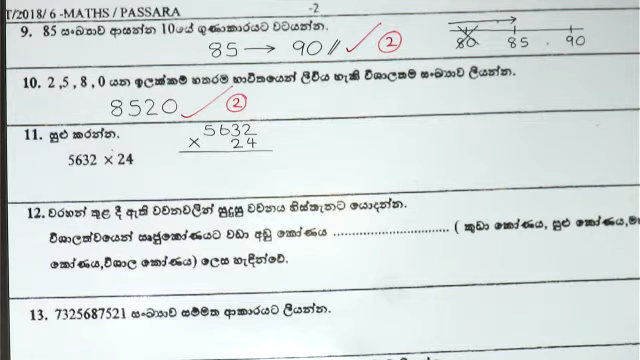 T/2018/ 6 -MATHS / PASSARA -2
9. 85 සංඛ්‍යාව ආසන්න 10යේ ගුණාකාරයට වටයන්න.
85 → 90 // ✓ 2
80 85 . 90
10. 2 , 5 , 8 , 0 යන ඉලක්කම් හතරම භාවිතයෙන් ලිවිය හැකි විශාලතම සංඛ්‍යාව ලියන්න.
8520 ✓ 2
11. සුළු කරන්න.
5632 × 24
5632
× 24
12. වරහන් තුළ දී ඇති වචනවලින් සුදුසු වචනය හිස්තැනට යොදන්න.
විශාලත්වයෙන් ඍජුකෝණයට වඩා අඩු කෝණය .............................. ( කුඩා කෝණය, සුළු කෝණය,
කෝණය,විශාල කෝණය) ලෙස හැඳින්වේ.
13. 7325687521 සංඛ්‍යාව සම්මත ආකාරයට ලියන්න.